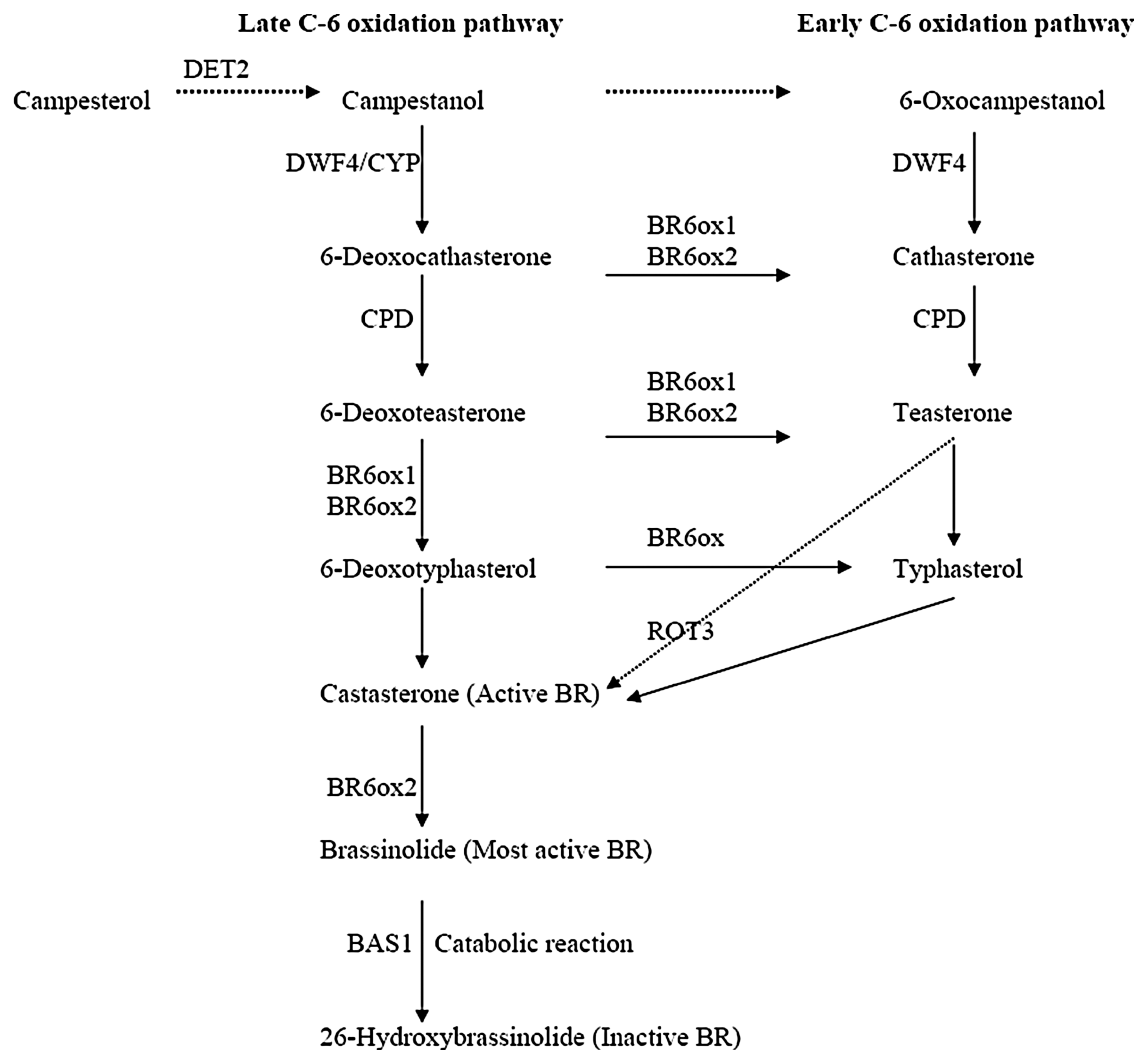 Late C-6 oxidation pathway
Early C-6 oxidation pathway
DET2
Campesterol
Campestanol
6-Oxocampestanol
DWF4/CYP
DWF4
BR6ox1
6-Deoxocathasterone
BR6ox2
Cathasterone
CPD
CPD
BR6ox1
6-Deoxoteasterone
BR6ox2
Teasterone
BR6ox1
BR6ox2
BR6ox
6-Deoxotyphasterol
Typhasterol
ROT3
Castasterone (Active BR)
BR6ox2
Brassinolide (Most active BR)
BAS1
Catabolic reaction
26-Hydroxybrassinolide (Inactive BR)